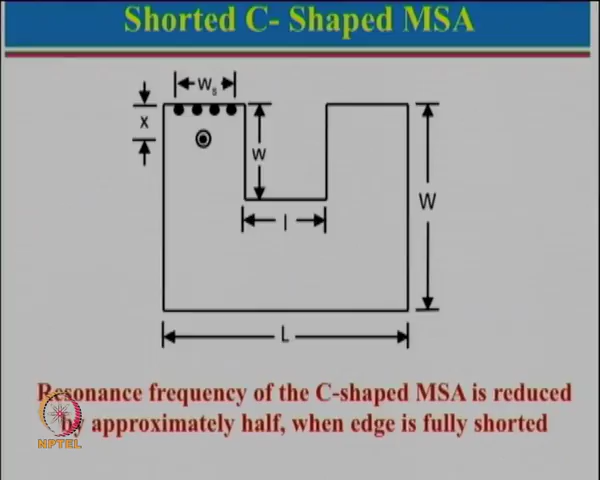 Shorted C- Shaped MSA
Ws
x
w
W
l
L
Resonance frequency of the C-shaped MSA is reduced
by approximately half, when edge is fully shorted
NPTEL